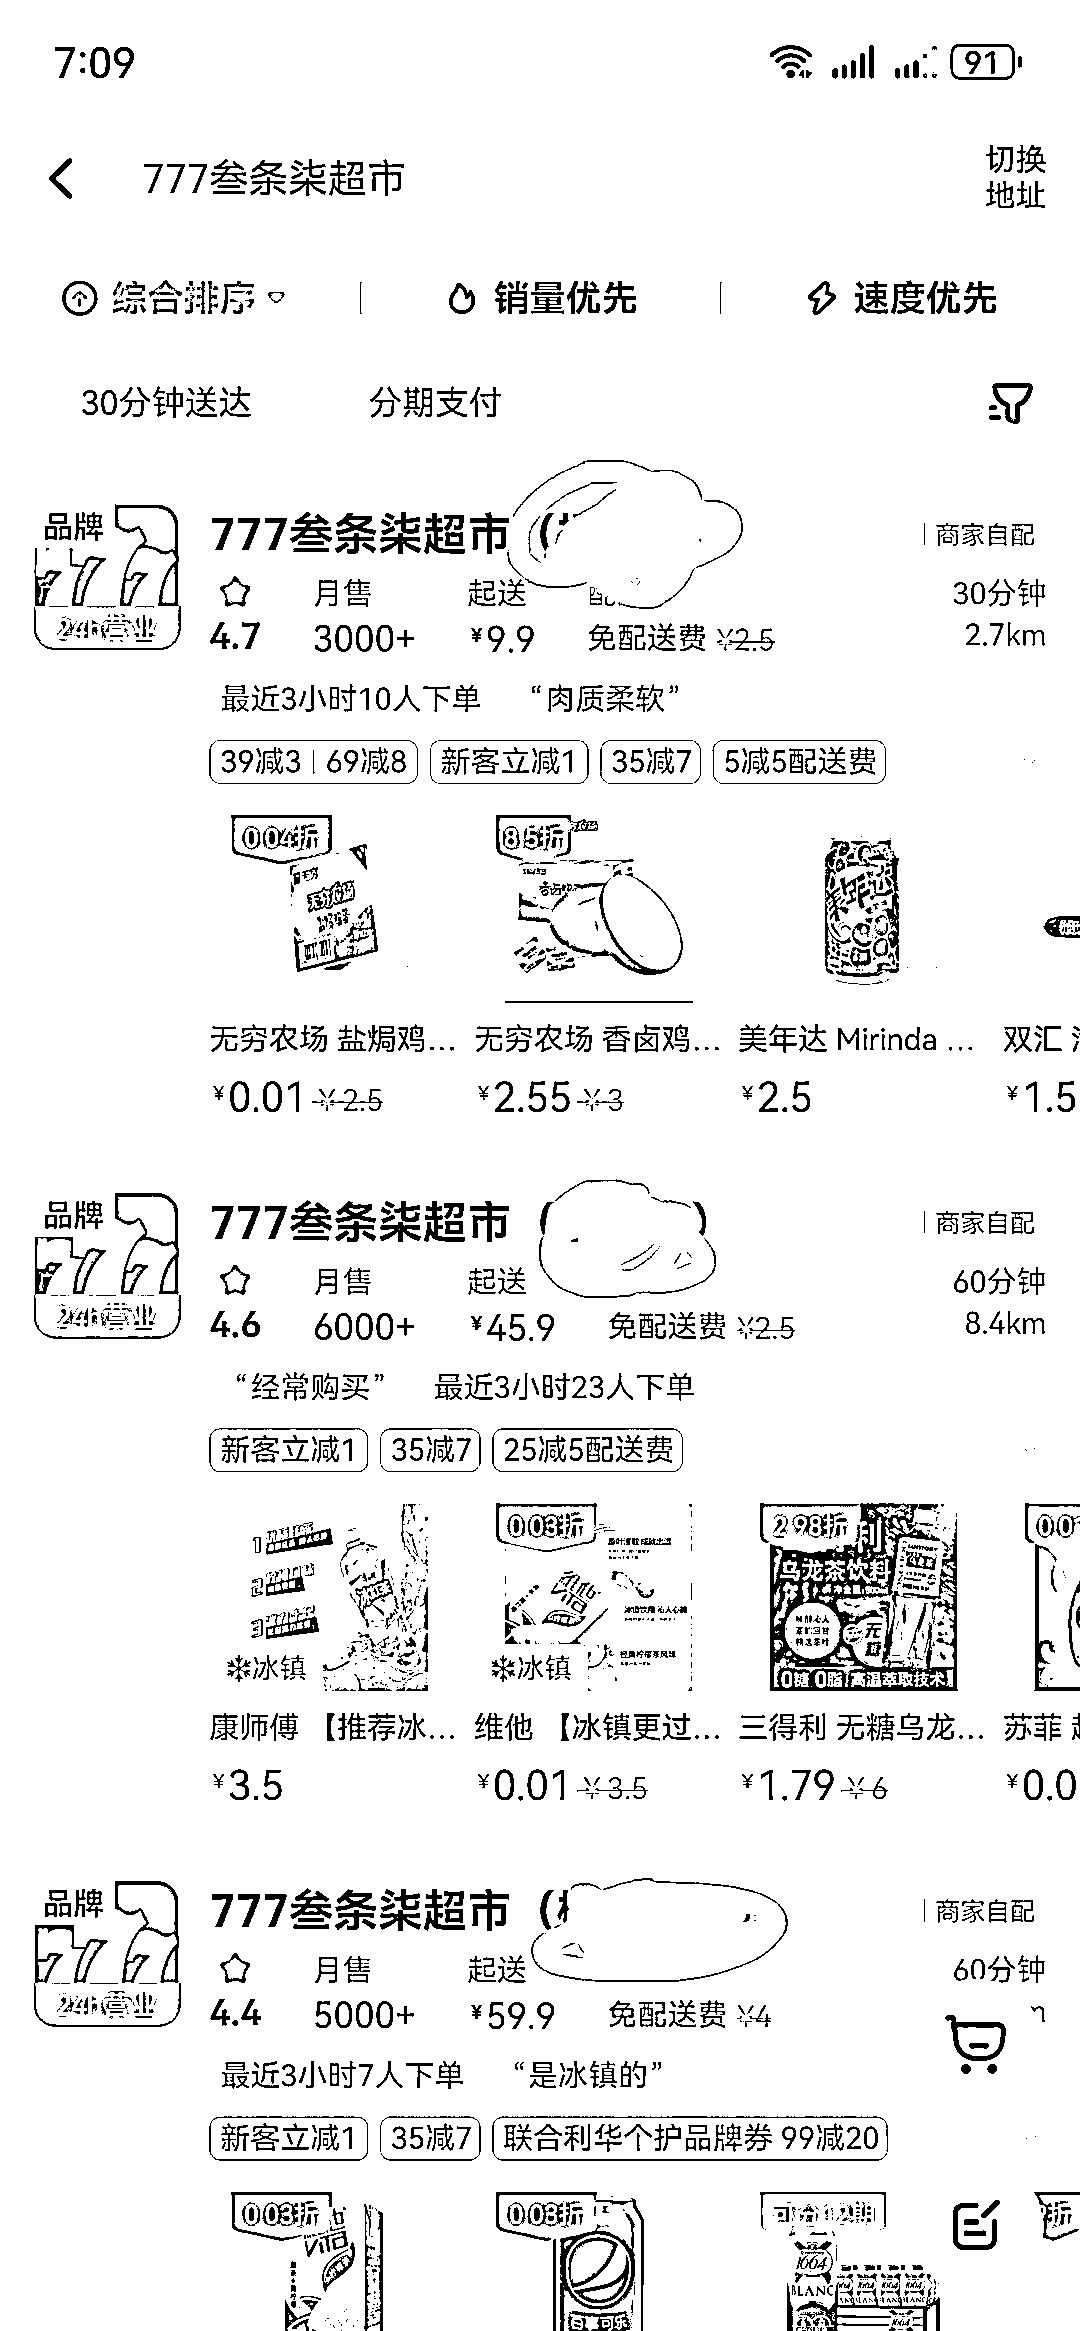 7:09
91
777叁条柒超市
切换
地址
综合排序 销量优先 速度优先
30分钟送达 分期支付
品牌 777叁条柒超市 商家自配
月售 起送 30分钟
24h营业
4.7 3000+ ¥9.9 免配送费 ¥2.5 2.7km
最近3小时10人下单 “肉质柔软”
39减3 69减8 新客立减1 35减7 5减5配送费
0.04折 8.5折
无穷农场 盐焗鸡... 无穷农场 香卤鸡... 美年达 Mirinda ... 双汇
¥0.01 ¥2.5 ¥2.55 ¥3 ¥2.5 ¥1.5
品牌 777叁条柒超市 商家自配
月售 起送 60分钟
24h营业
4.6 6000+ ¥45.9 免配送费 ¥2.5 8.4km
“经常购买” 最近3小时23人下单
新客立减1 35减7 25减5配送费
0.03折 2.98折
乌龙茶饮料
无糖
冰镇 冰镇 0糖 0脂 高温萃取技术
康师傅 【推荐冰... 维他 【冰镇更过... 三得利 无糖乌龙... 苏菲
¥3.5 ¥0.01 ¥3.5 ¥1.79 ¥6 ¥0.0
品牌 777叁条柒超市 商家自配
月售 起送 60分钟
24h营业
4.4 5000+ ¥59.9 免配送费 ¥4
最近3小时7人下单 “是冰镇的”
新客立减1 35减7 联合利华个护品牌券 99减20
0.03折 0.03折 可分12期 折
1664
BLANC
百事可乐